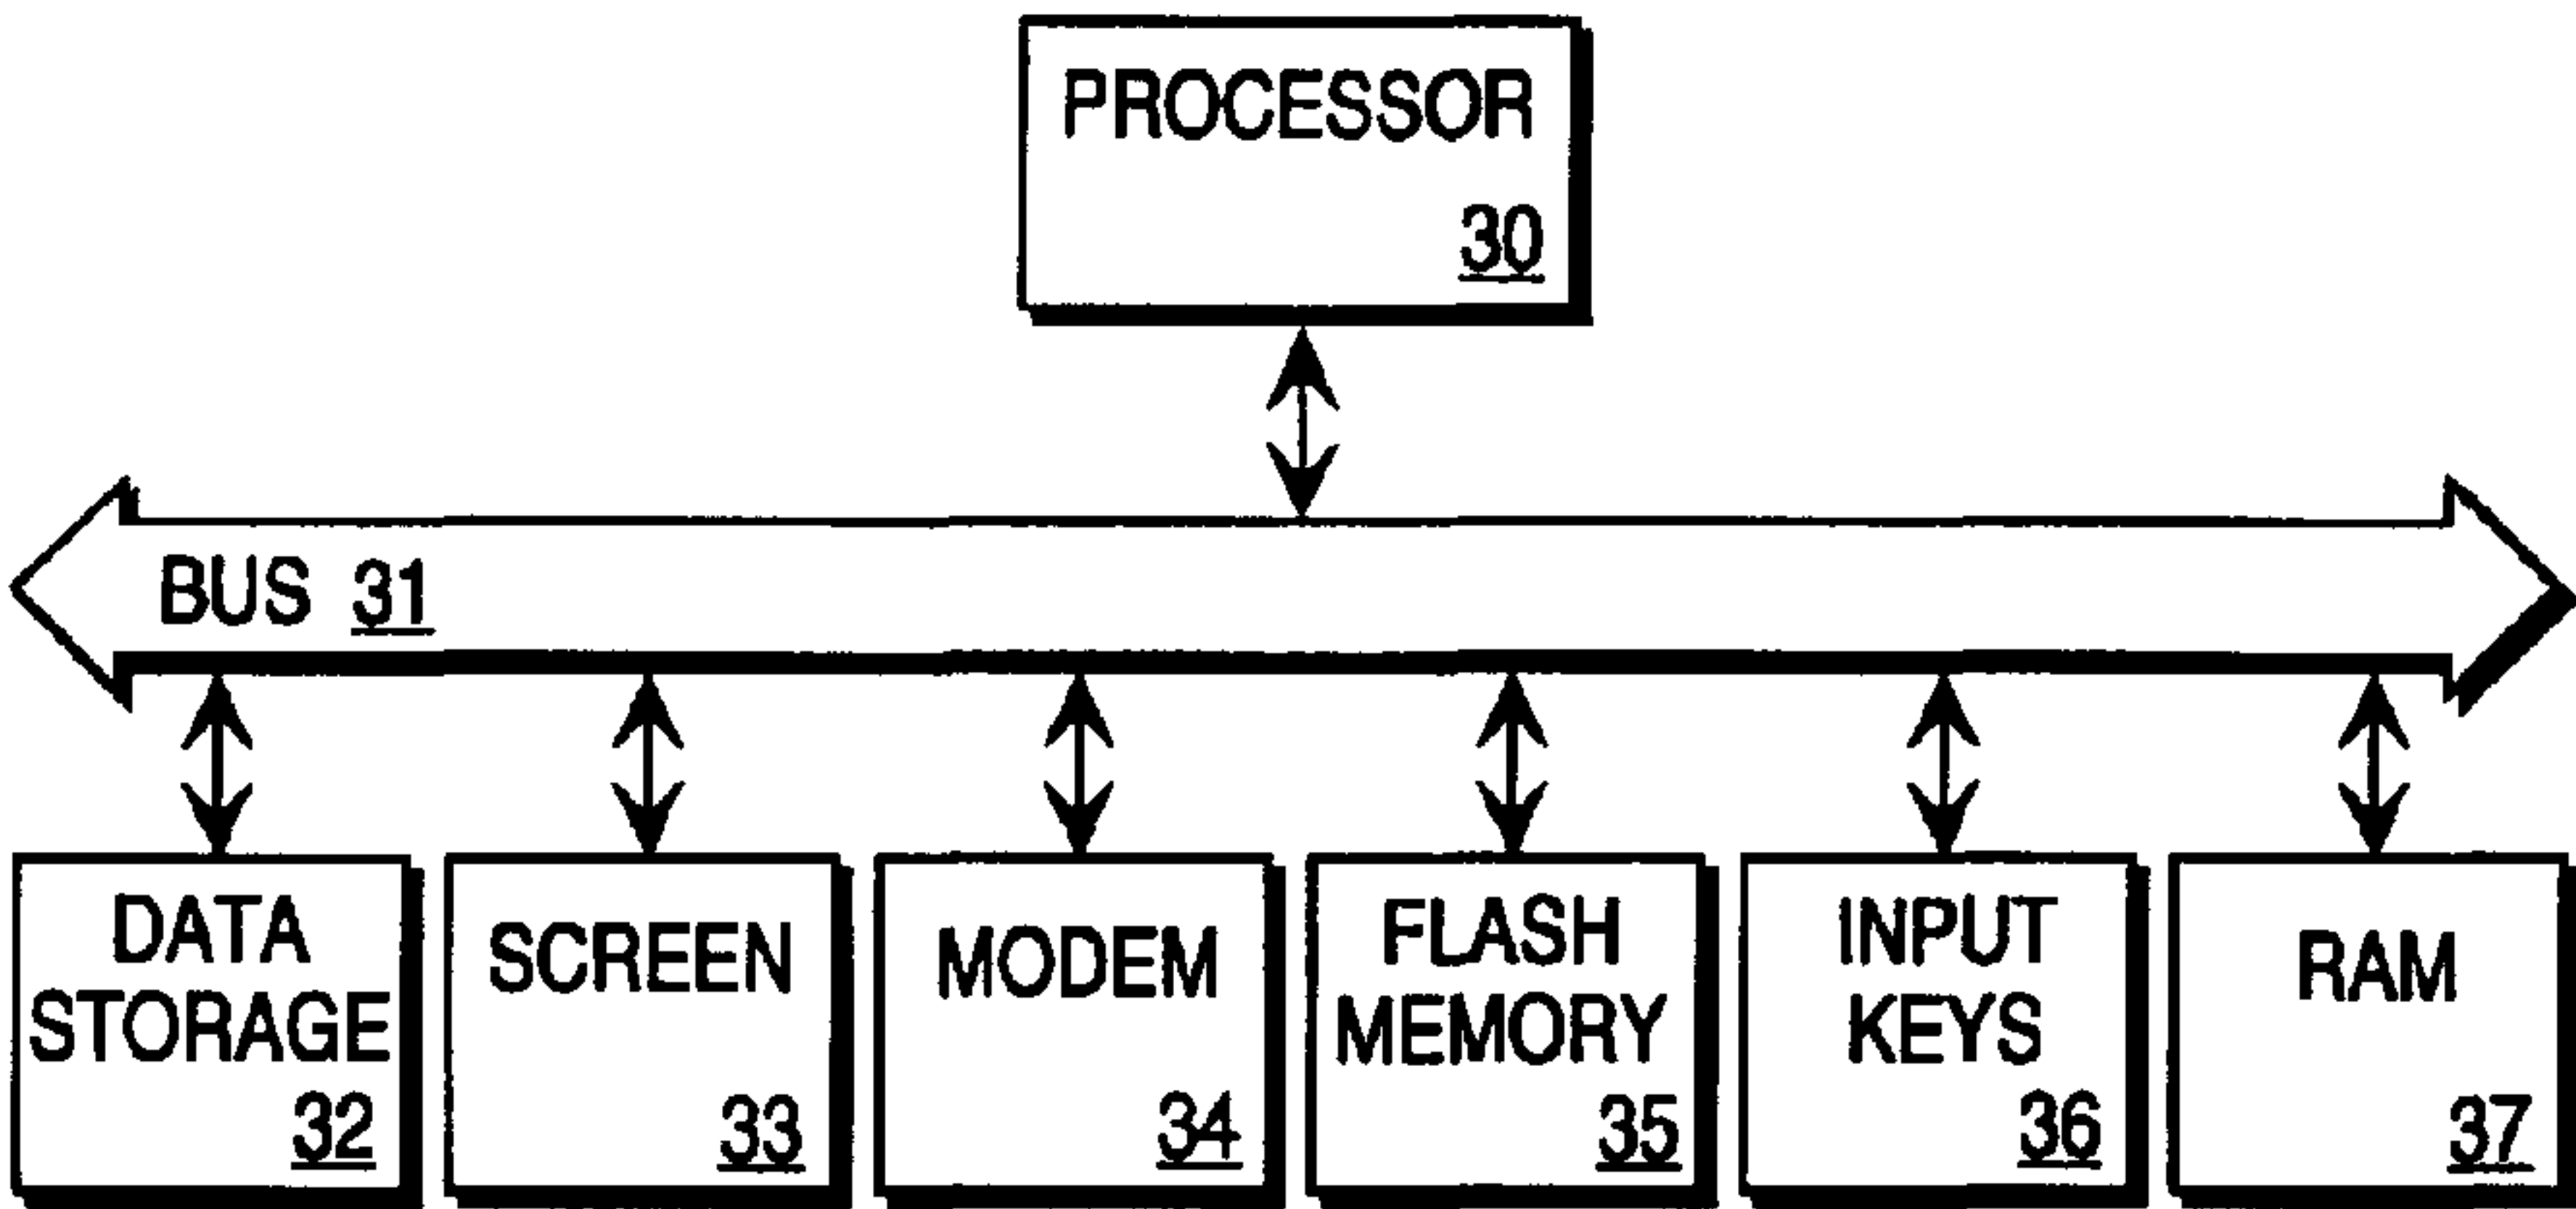 PROCESSOR
30
BUS 31
DATA
STORAGE
32
SCREEN
33
MODEM
34
FLASH
MEMORY
35
INPUT
KEYS
36
RAM
37